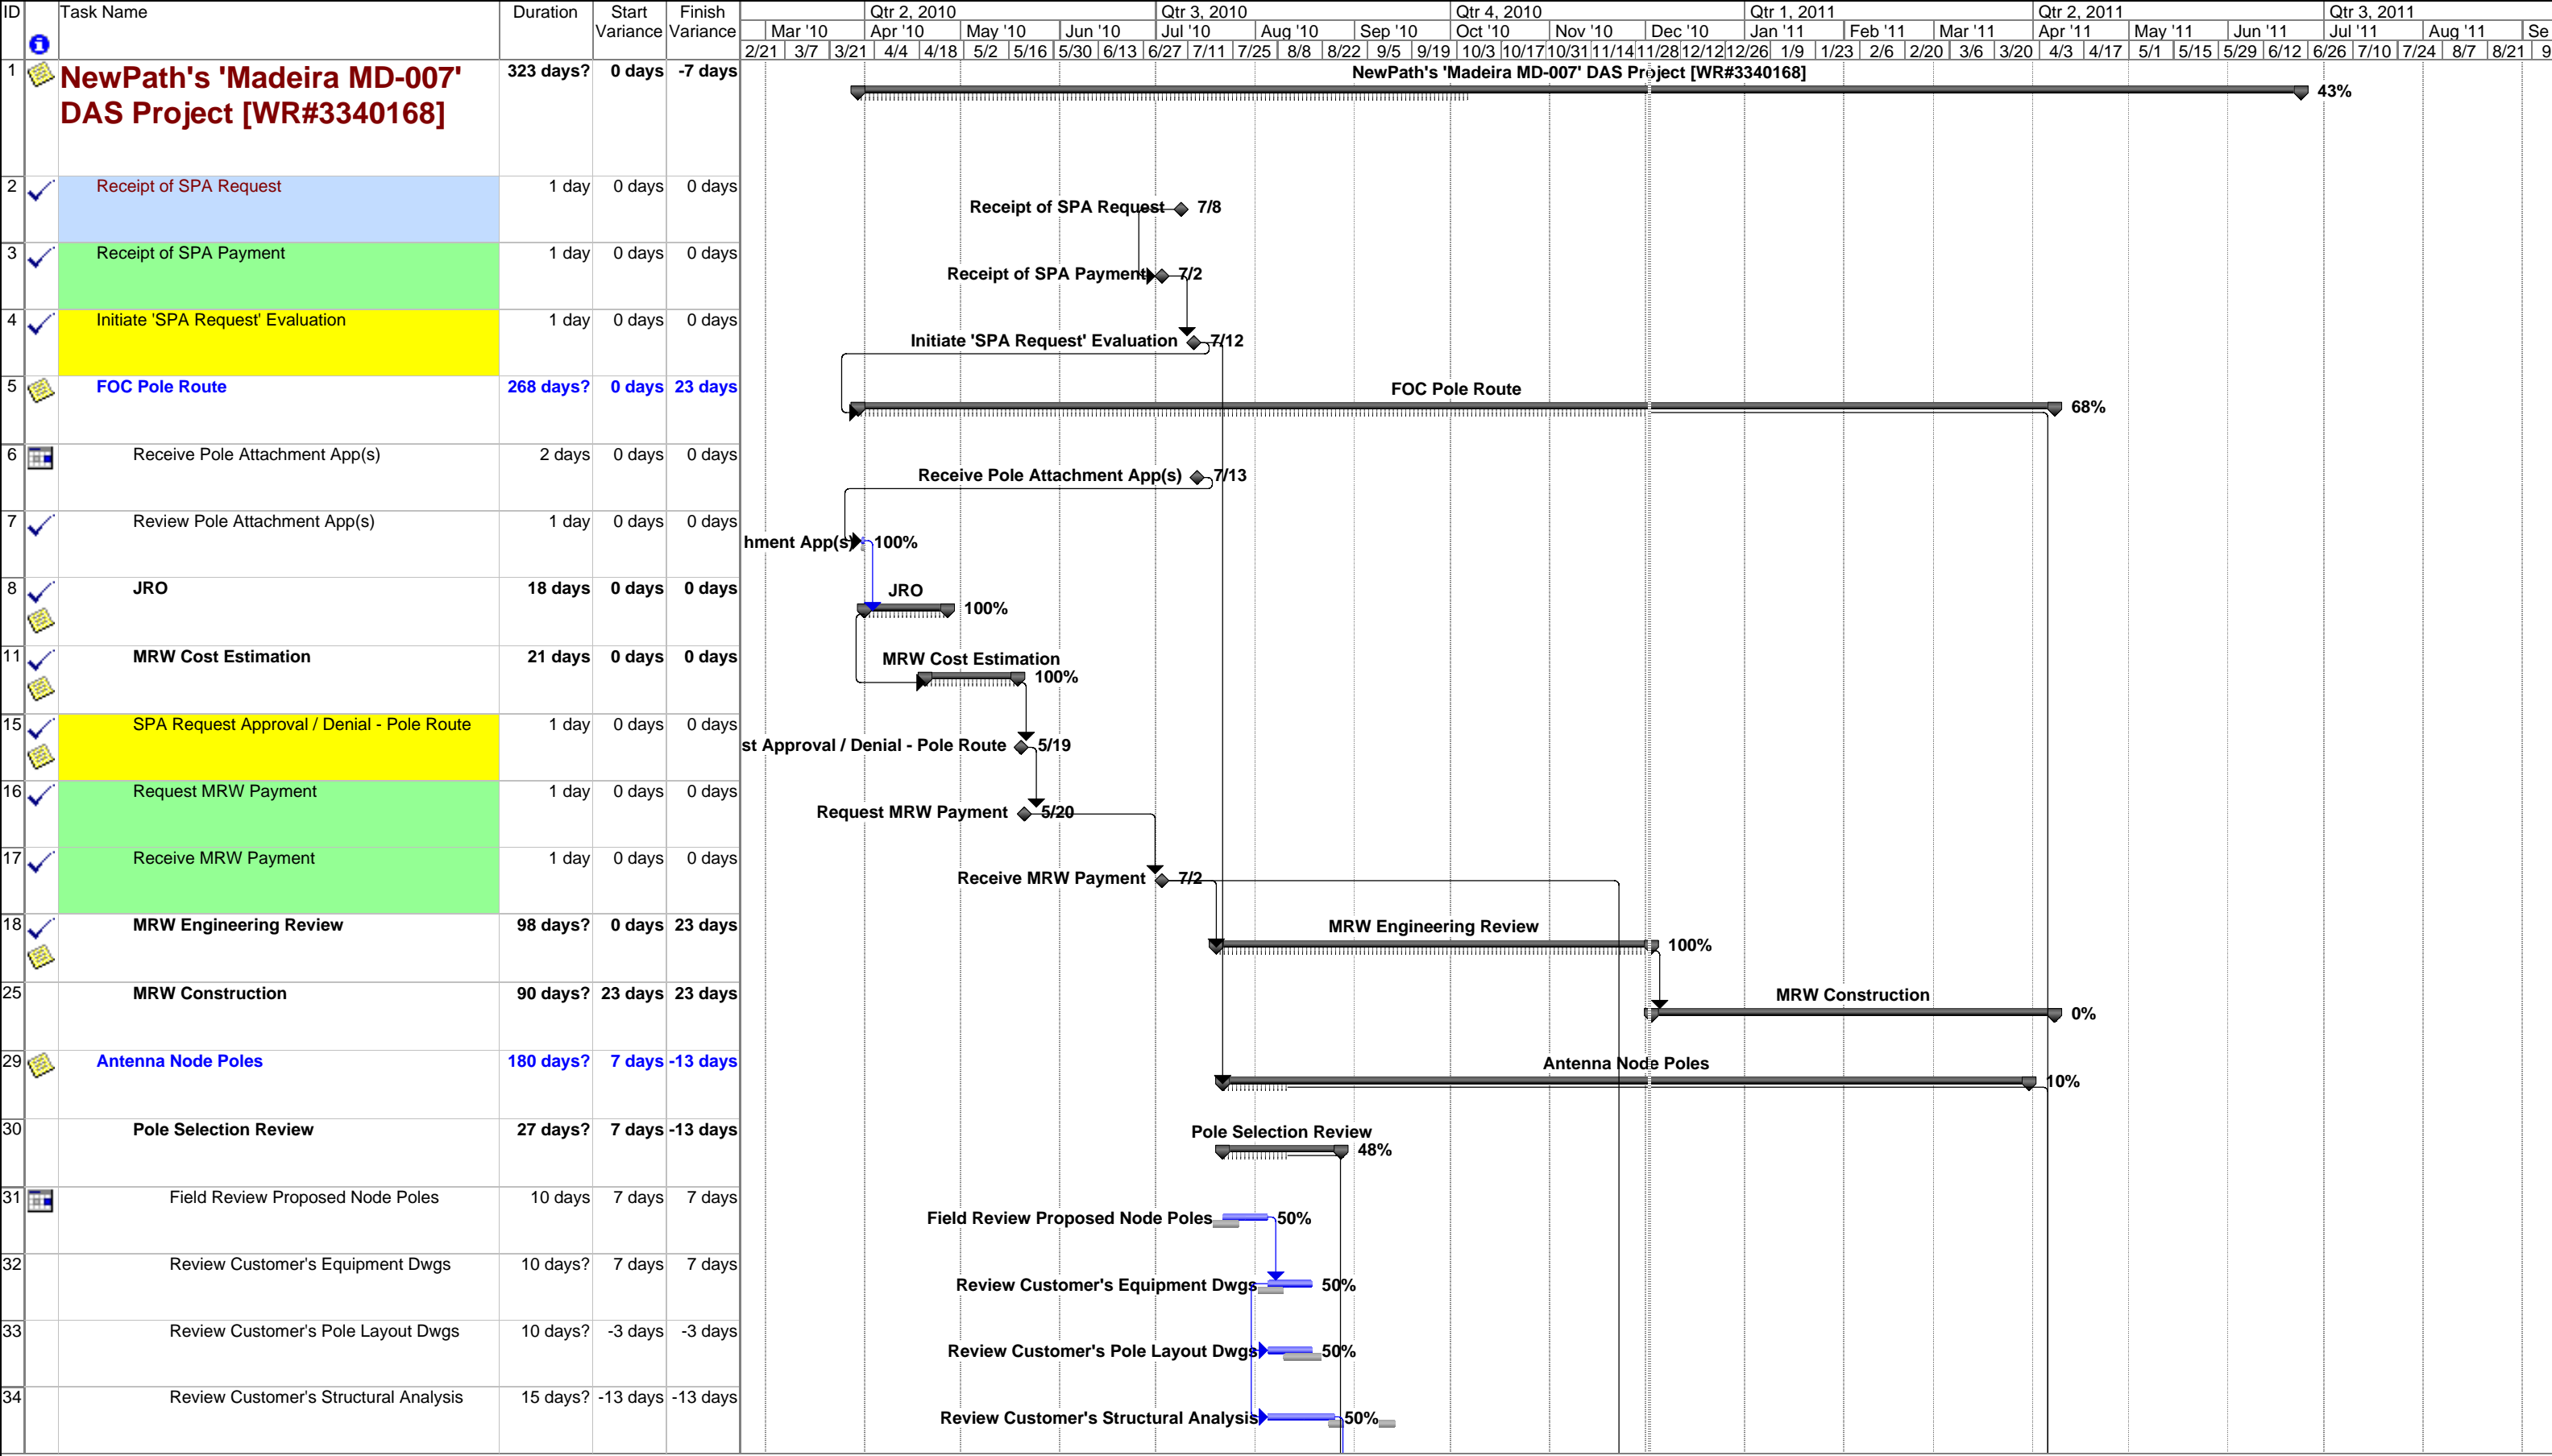 ID Task Name Duration Start Variance Finish Variance
Qtr 2, 2010 Qtr 3, 2010 Qtr 4, 2010 Qtr 1, 2011 Qtr 2, 2011 Qtr 3, 2011
Mar '10 Apr '10 May '10 Jun '10 Jul '10 Aug '10 Sep '10 Oct '10 Nov '10 Dec '10 Jan '11 Feb '11 Mar '11 Apr '11 May '11 Jun '11 Jul '11 Aug '11 Se
2/21 3/7 3/21 4/4 4/18 5/2 5/16 5/30 6/13 6/27 7/11 7/25 8/8 8/22 9/5 9/19 10/3 10/17 10/31 11/14 11/28 12/12 12/26 1/9 1/23 2/6 2/20 3/6 3/20 4/3 4/17 5/1 5/15 5/29 6/12 6/26 7/10 7/24 8/7 8/21 9
1 NewPath's 'Madeira MD-007' 323 days? 0 days -7 days
DAS Project [WR#3340168]
NewPath's 'Madeira MD-007' DAS Project [WR#3340168]
43%
2 Receipt of SPA Request 1 day 0 days 0 days
Receipt of SPA Request 7/8
3 Receipt of SPA Payment 1 day 0 days 0 days
Receipt of SPA Payment 7/2
4 Initiate 'SPA Request' Evaluation 1 day 0 days 0 days
Initiate 'SPA Request' Evaluation 7/12
5 FOC Pole Route 268 days? 0 days 23 days
FOC Pole Route
68%
6 Receive Pole Attachment App(s) 2 days 0 days 0 days
Receive Pole Attachment App(s) 7/13
7 Review Pole Attachment App(s) 1 day 0 days 0 days
hment App(s) 100%
8 JRO 18 days 0 days 0 days
JRO
100%
11 MRW Cost Estimation 21 days 0 days 0 days
MRW Cost Estimation
100%
15 SPA Request Approval / Denial - Pole Route 1 day 0 days 0 days
st Approval / Denial - Pole Route 5/19
16 Request MRW Payment 1 day 0 days 0 days
Request MRW Payment 5/20
17 Receive MRW Payment 1 day 0 days 0 days
Receive MRW Payment 7/2
18 MRW Engineering Review 98 days? 0 days 23 days
MRW Engineering Review
100%
25 MRW Construction 90 days? 23 days 23 days
MRW Construction
0%
29 Antenna Node Poles 180 days? 7 days -13 days
Antenna Node Poles
10%
30 Pole Selection Review 27 days? 7 days -13 days
Pole Selection Review
48%
31 Field Review Proposed Node Poles 10 days 7 days 7 days
Field Review Proposed Node Poles 50%
32 Review Customer's Equipment Dwgs 10 days? 7 days 7 days
Review Customer's Equipment Dwgs 50%
33 Review Customer's Pole Layout Dwgs 10 days? -3 days -3 days
Review Customer's Pole Layout Dwgs 50%
34 Review Customer's Structural Analysis 15 days? -13 days -13 days
Review Customer's Structural Analysis 50%